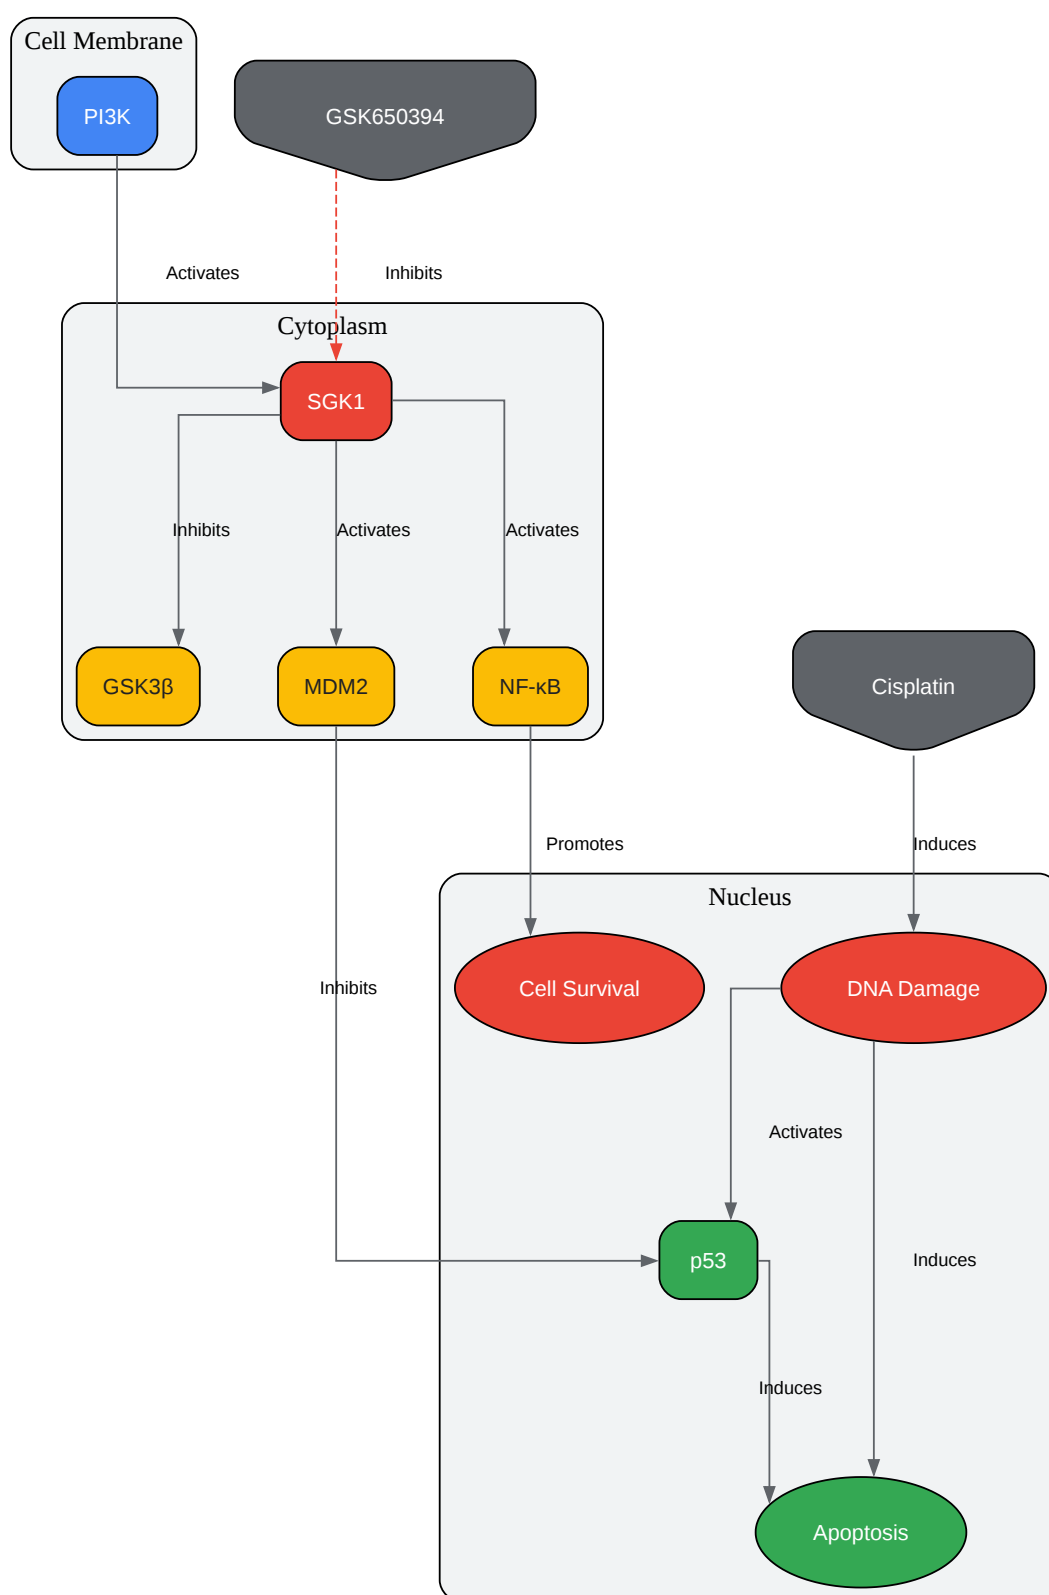 Cell Membrane
PI3K
GSK650394
Activates
Inhibits
Cytoplasm
SGK1
Inhibits
Activates
Activates
GSK3β
MDM2
NF-κB
Cisplatin
Promotes
Induces
Nucleus
Inhibits
Cell Survival
DNA Damage
Activates
p53
Induces
Induces
Apoptosis